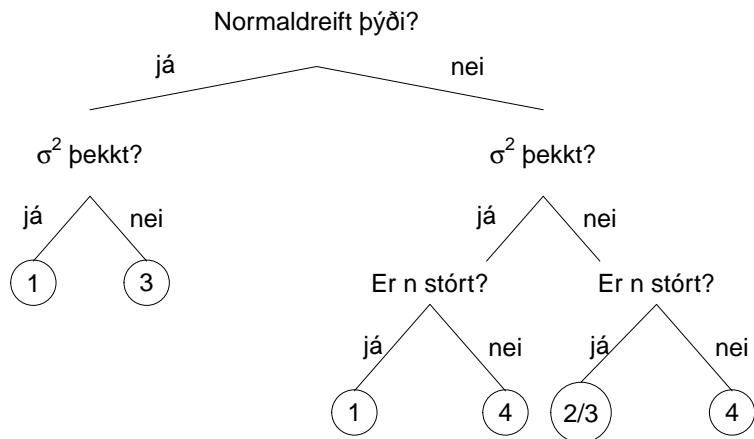 Normaldreift þýði?
já nei
σ² þekkt? σ² þekkt?
já nei já nei
1 3 Er n stórt? Er n stórt?
já nei já nei
1 4 2/3 4